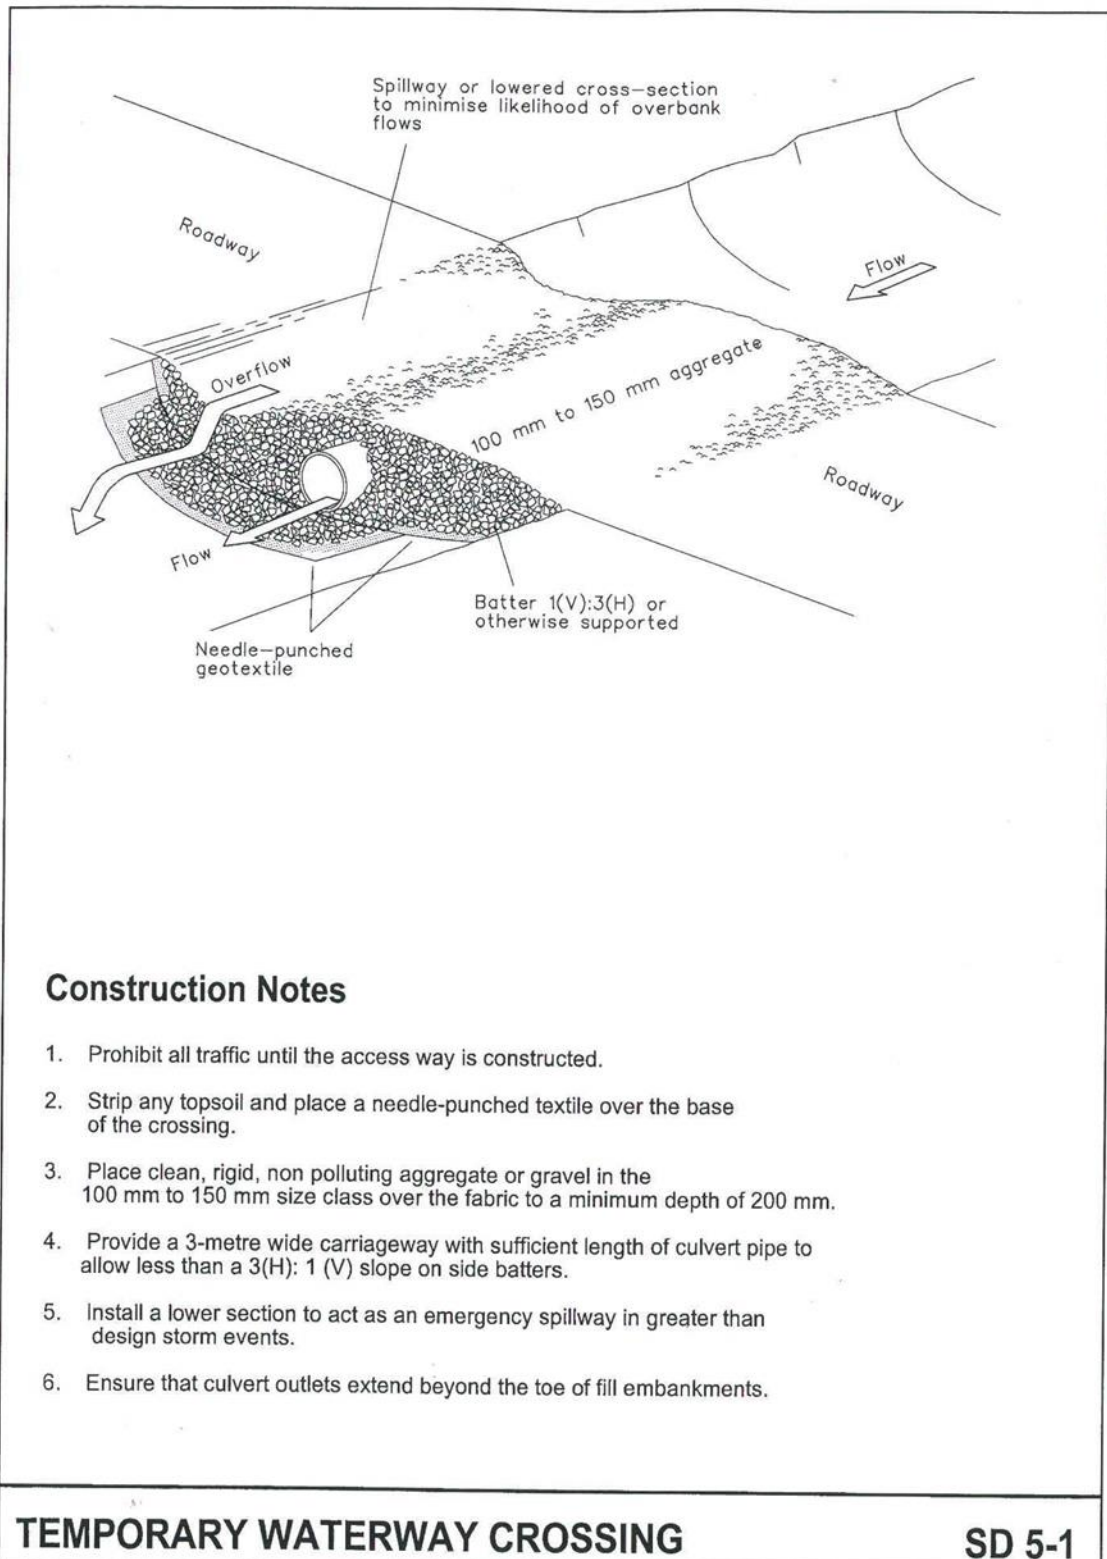 Spillway or lowered cross-section
to minimise likelihood of overbank
flows
Roadway
Flow
Overflow
100 mm to 150 mm aggregate
Roadway
Flow
Batter 1(V):3(H) or
otherwise supported
Needle-punched
geotextile
Construction Notes
1. Prohibit all traffic until the access way is constructed.
2. Strip any topsoil and place a needle-punched textile over the base
of the crossing.
3. Place clean, rigid, non polluting aggregate or gravel in the
100 mm to 150 mm size class over the fabric to a minimum depth of 200 mm.
4. Provide a 3-metre wide carriageway with sufficient length of culvert pipe to
allow less than a 3(H): 1 (V) slope on side batters.
5. Install a lower section to act as an emergency spillway in greater than
design storm events.
6. Ensure that culvert outlets extend beyond the toe of fill embankments.
TEMPORARY WATERWAY CROSSING SD 5-1